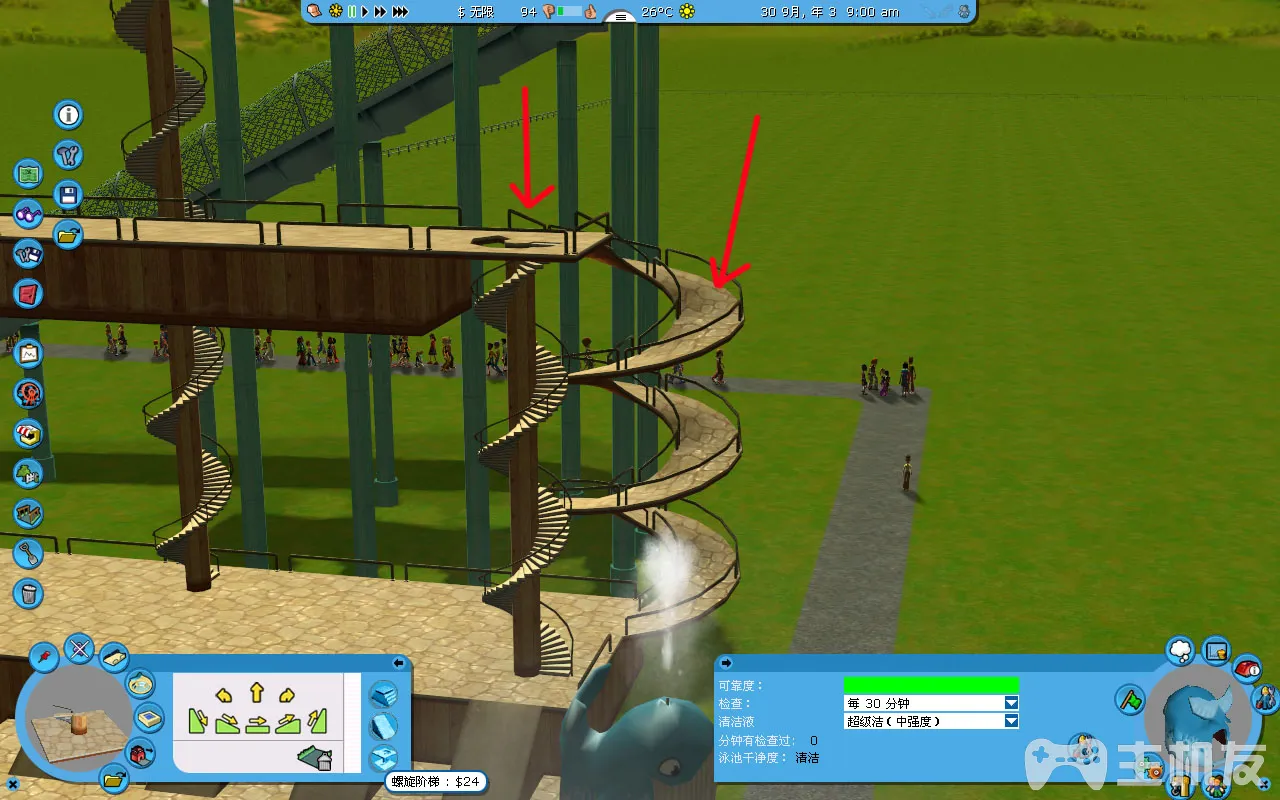 $ 无限 94 26°C 30 9月, 年 3 9:00 am
可靠度：
检查： 每 30 分钟
清洁液 超级洁（中强度）
分钟有检查过： 0
泳池干净度： 清洁
螺旋阶梯：$24
主机友